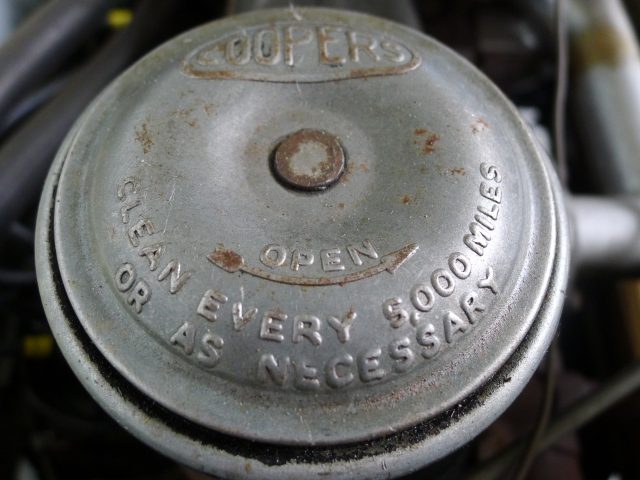 COOPERS
OPEN
CLEAN EVERY 5,000 MILES
OR AS NECESSARY